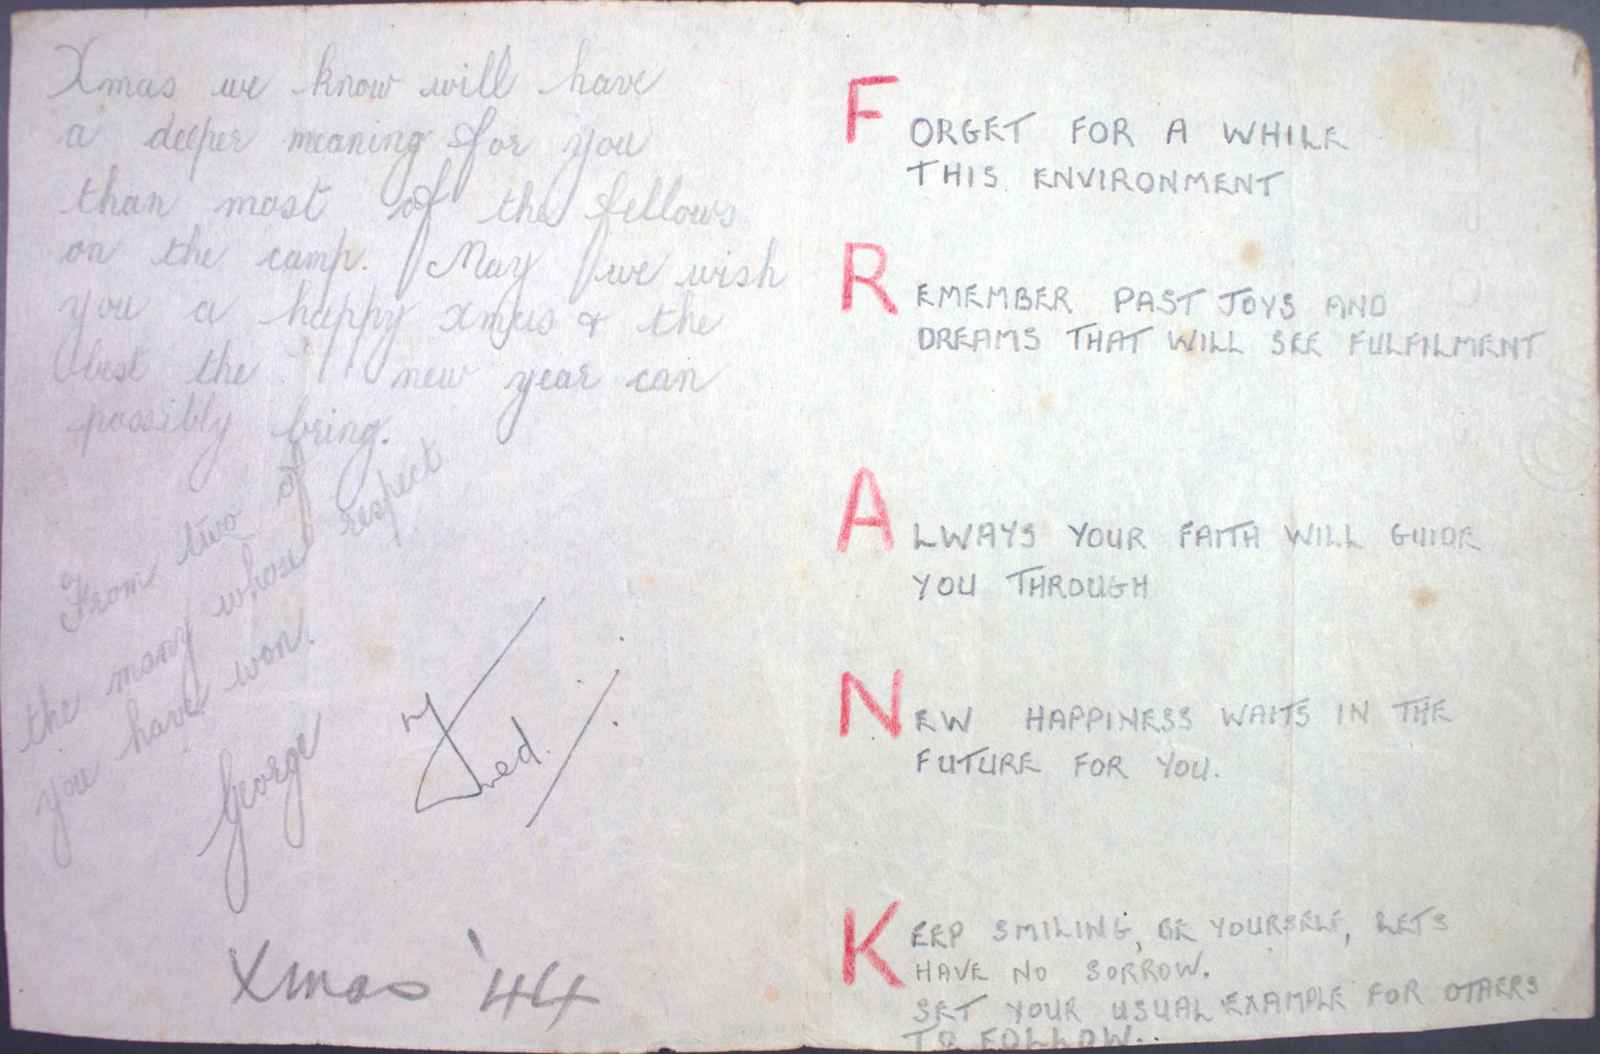 Xmas we know will have
a deeper meaning for you
than most of the fellows
on the camp. May we wish
you a happy Xmas & the
best the new year can
possibly bring.
From two of
the many whose respect
you have won.
George
Ted.
Xmas '44
FORGET FOR A WHILE
THIS ENVIRONMENT
REMEMBER PAST JOYS AND
DREAMS THAT WILL SEE FULFILMENT
ALWAYS YOUR FAITH WILL GUIDE
YOU THROUGH
NEW HAPPINESS WAITS IN THE
FUTURE FOR YOU.
KEEP SMILING, BE YOURSELF, LETS
HAVE NO SORROW.
SET YOUR USUAL EXAMPLE FOR OTHERS
TO FOLLOW..